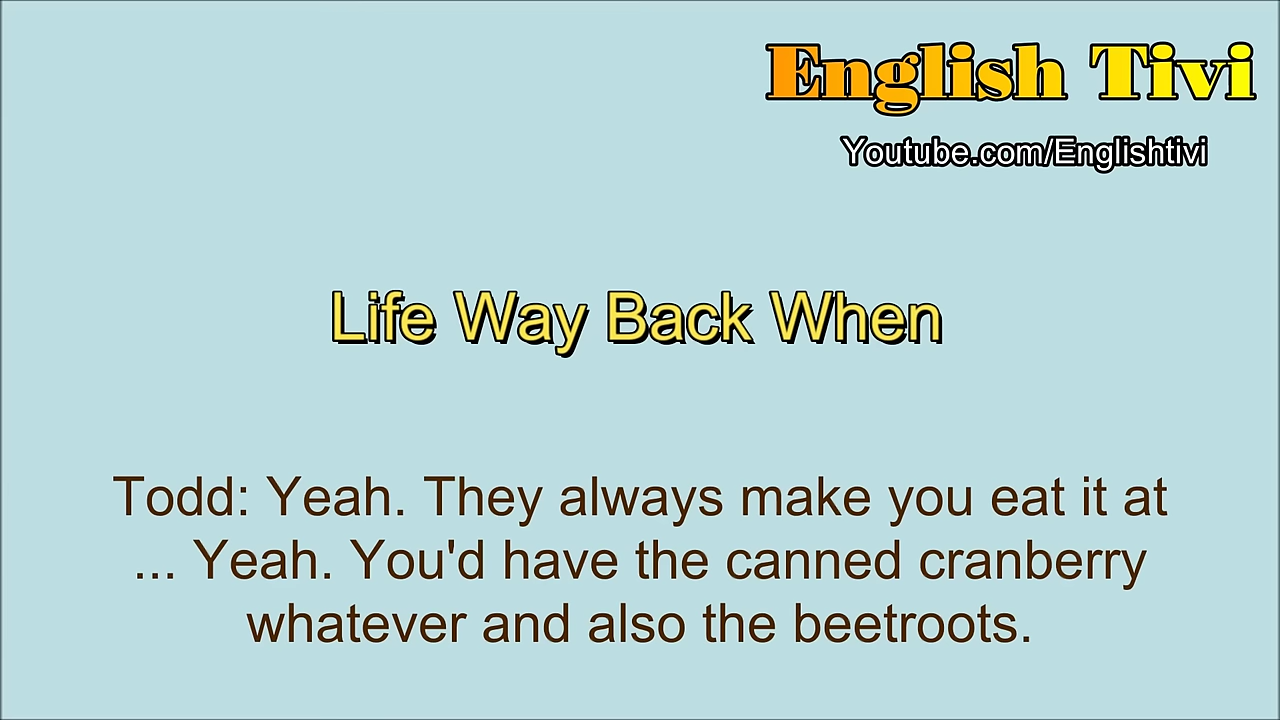 English Tivi
Youtube.com/Englishtivi
Life Way Back When
Todd: Yeah. They always make you eat it at
... Yeah. You'd have the canned cranberry
whatever and also the beetroots.